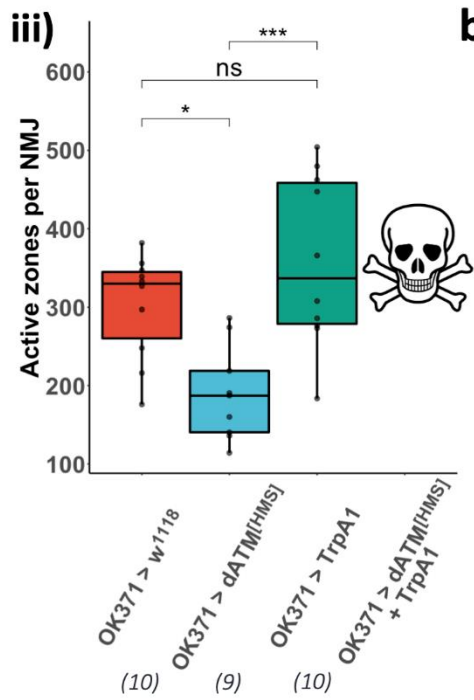 iii)
b
***
ns
*
Active zones per NMJ
600
500
400
300
200
100
OK371 > w1118
OK371 > dATM[HMS]
OK371 > TrpA1
OK371 > dATM[HMS]
+ TrpA1
(10)
(9)
(10)